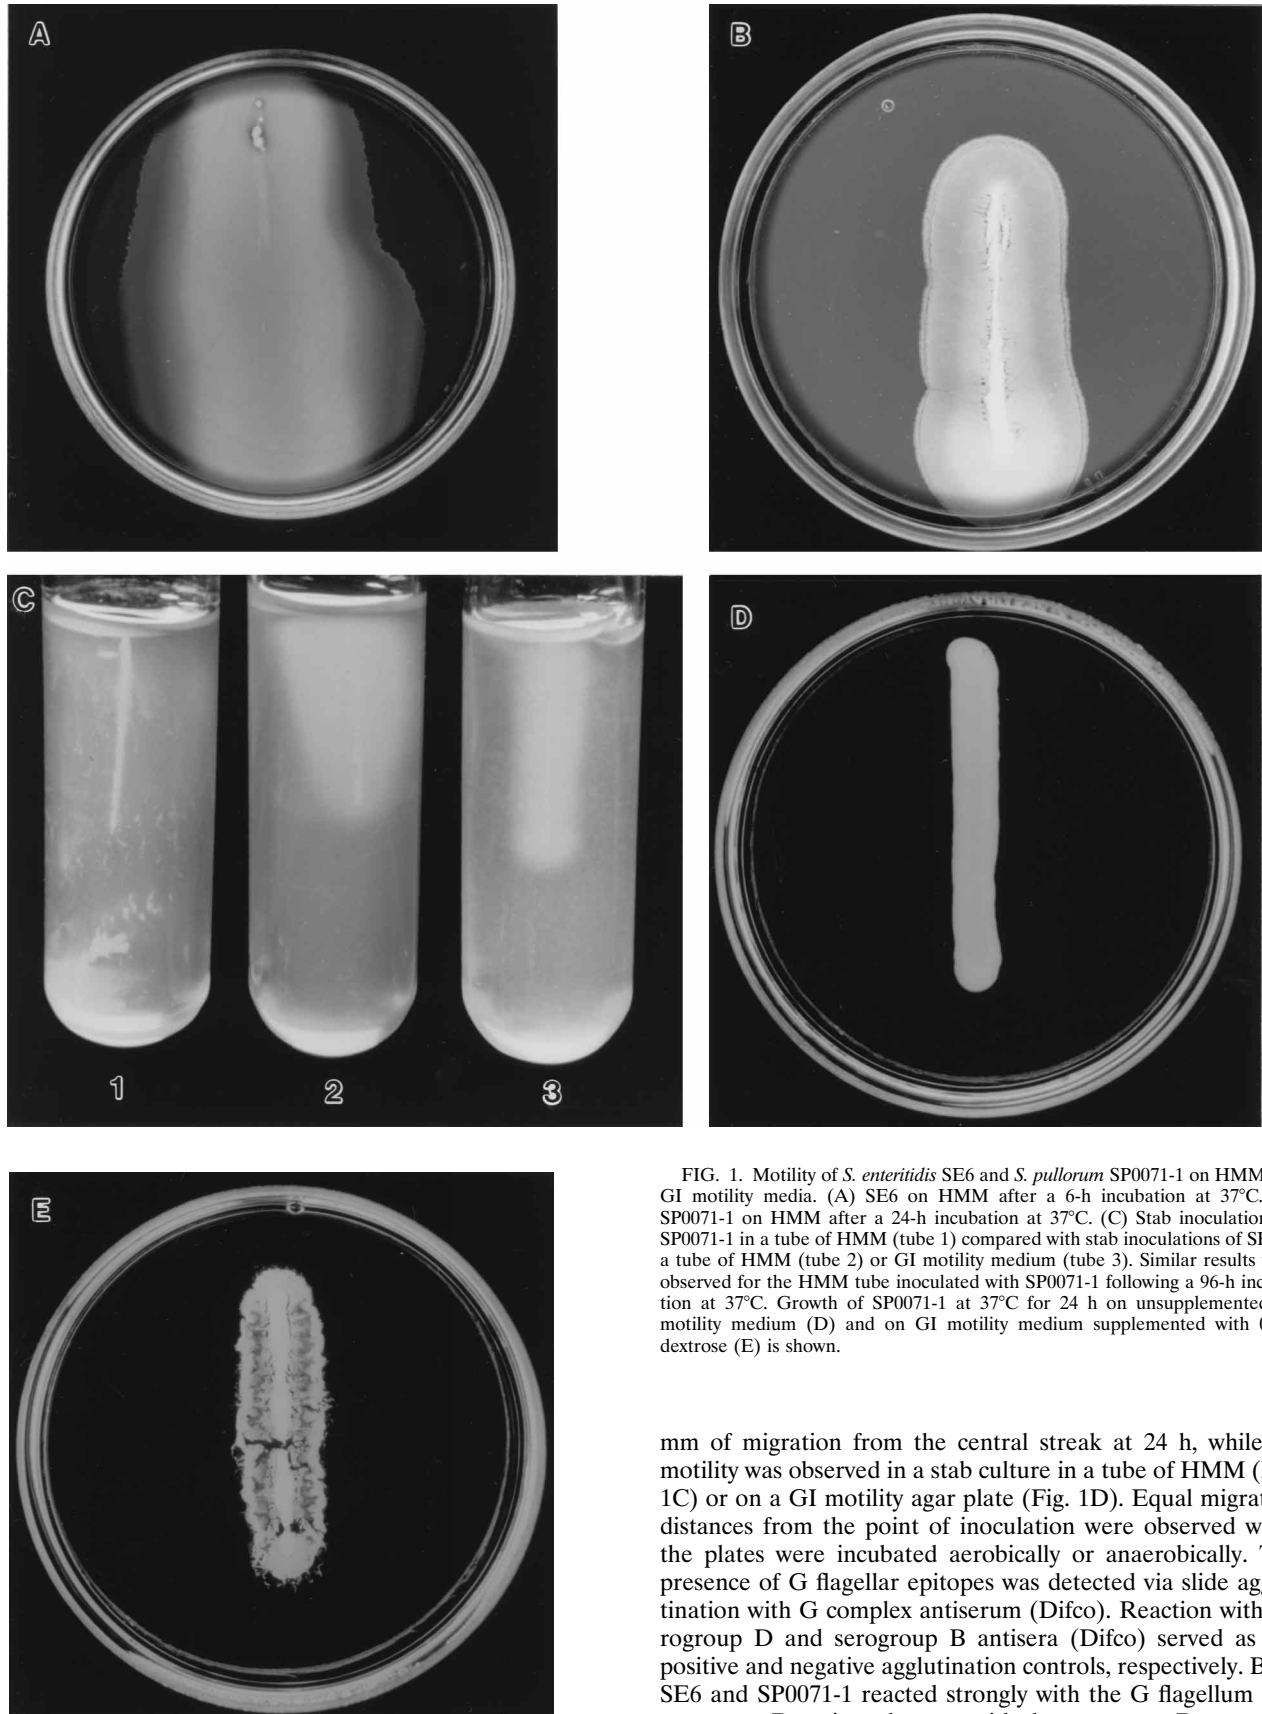 A
B
C
D
1
2
3
E
FIG. 1. Motility of S. enteritidis SE6 and S. pullorum SP0071-1 on HMM
GI motility media. (A) SE6 on HMM after a 6-h incubation at 37°C.
SP0071-1 on HMM after a 24-h incubation at 37°C. (C) Stab inoculation
SP0071-1 in a tube of HMM (tube 1) compared with stab inoculations of
a tube of HMM (tube 2) or GI motility medium (tube 3). Similar results
observed for the HMM tube inoculated with SP0071-1 following a 96-h inc
tion at 37°C. Growth of SP0071-1 at 37°C for 24 h on unsupplemented
motility medium (D) and on GI motility medium supplemented with
dextrose (E) is shown.
mm of migration from the central streak at 24 h, while
motility was observed in a stab culture in a tube of HMM (
1C) or on a GI motility agar plate (Fig. 1D). Equal migrat
distances from the point of inoculation were observed w
the plates were incubated aerobically or anaerobically. T
presence of G flagellar epitopes was detected via slide agg
tination with G complex antiserum (Difco). Reaction with
rogroup D and serogroup B antisera (Difco) served as
positive and negative agglutination controls, respectively. B
SE6 and SP0071-1 reacted strongly with the G flagellum